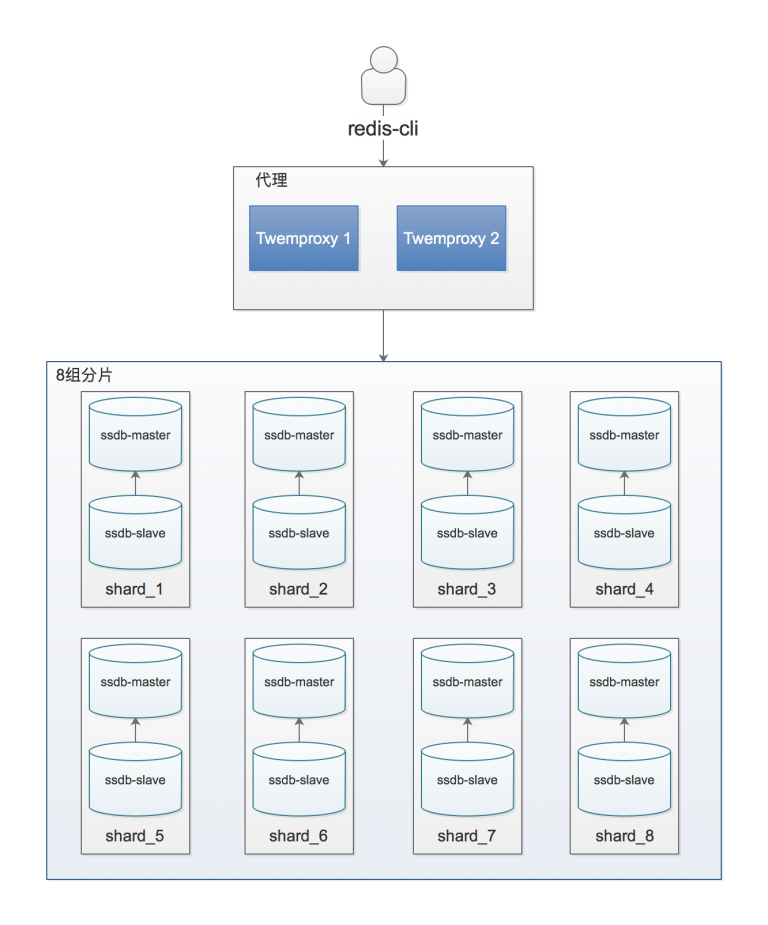 redis-cli
代理
Twemproxy 1
Twemproxy 2
8组分片
ssdb-master
ssdb-master
ssdb-master
ssdb-master
ssdb-slave
ssdb-slave
ssdb-slave
ssdb-slave
shard_1
shard_2
shard_3
shard_4
ssdb-master
ssdb-master
ssdb-master
ssdb-master
ssdb-slave
ssdb-slave
ssdb-slave
ssdb-slave
shard_5
shard_6
shard_7
shard_8